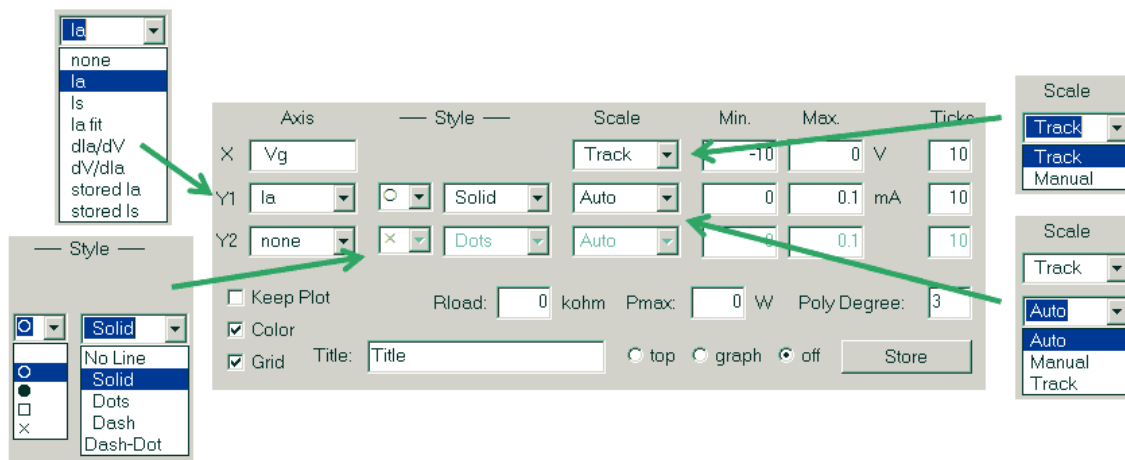 Ia
none
Ia
Is
Ia fit
dIa/dV
dV/dIa
stored Ia
stored Is
Axis — Style — Scale Min. Max. Ticks
X Vg Track -10 0 V 10
Y1 Ia Solid Auto 0 0.1 mA 10
Y2 none × Dots Auto 0 0.1 10
Keep Plot Rload: 0 kohm Pmax: 0 W Poly Degree: 3
Color
Grid Title: Title top graph off Store
— Style —
Solid
No Line
Solid
Dots
Dash
× Dash-Dot
Scale
Track
Track
Manual
Scale
Track
Auto
Auto
Manual
Track